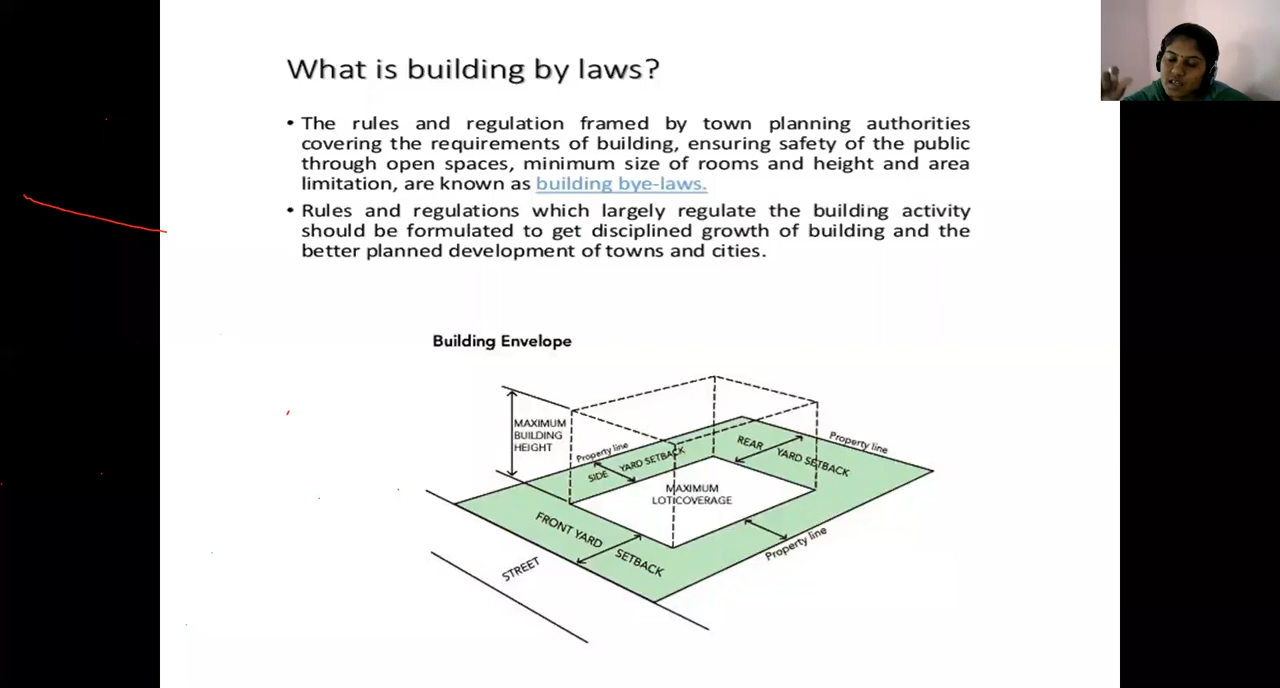 What is building by laws?
• The rules and regulation framed by town planning authorities
covering the requirements of building, ensuring safety of the public
through open spaces, minimum size of rooms and height and area
limitation, are known as building bye-laws.
• Rules and regulations which largely regulate the building activity
should be formulated to get disciplined growth of building and the
better planned development of towns and cities.
Building Envelope
MAXIMUM
BUILDING
HEIGHT
Property line
SIDE YARD SETBACK
REAR YARD SETBACK
Property line
MAXIMUM
LOT COVERAGE
FRONT YARD SETBACK
Property line
STREET